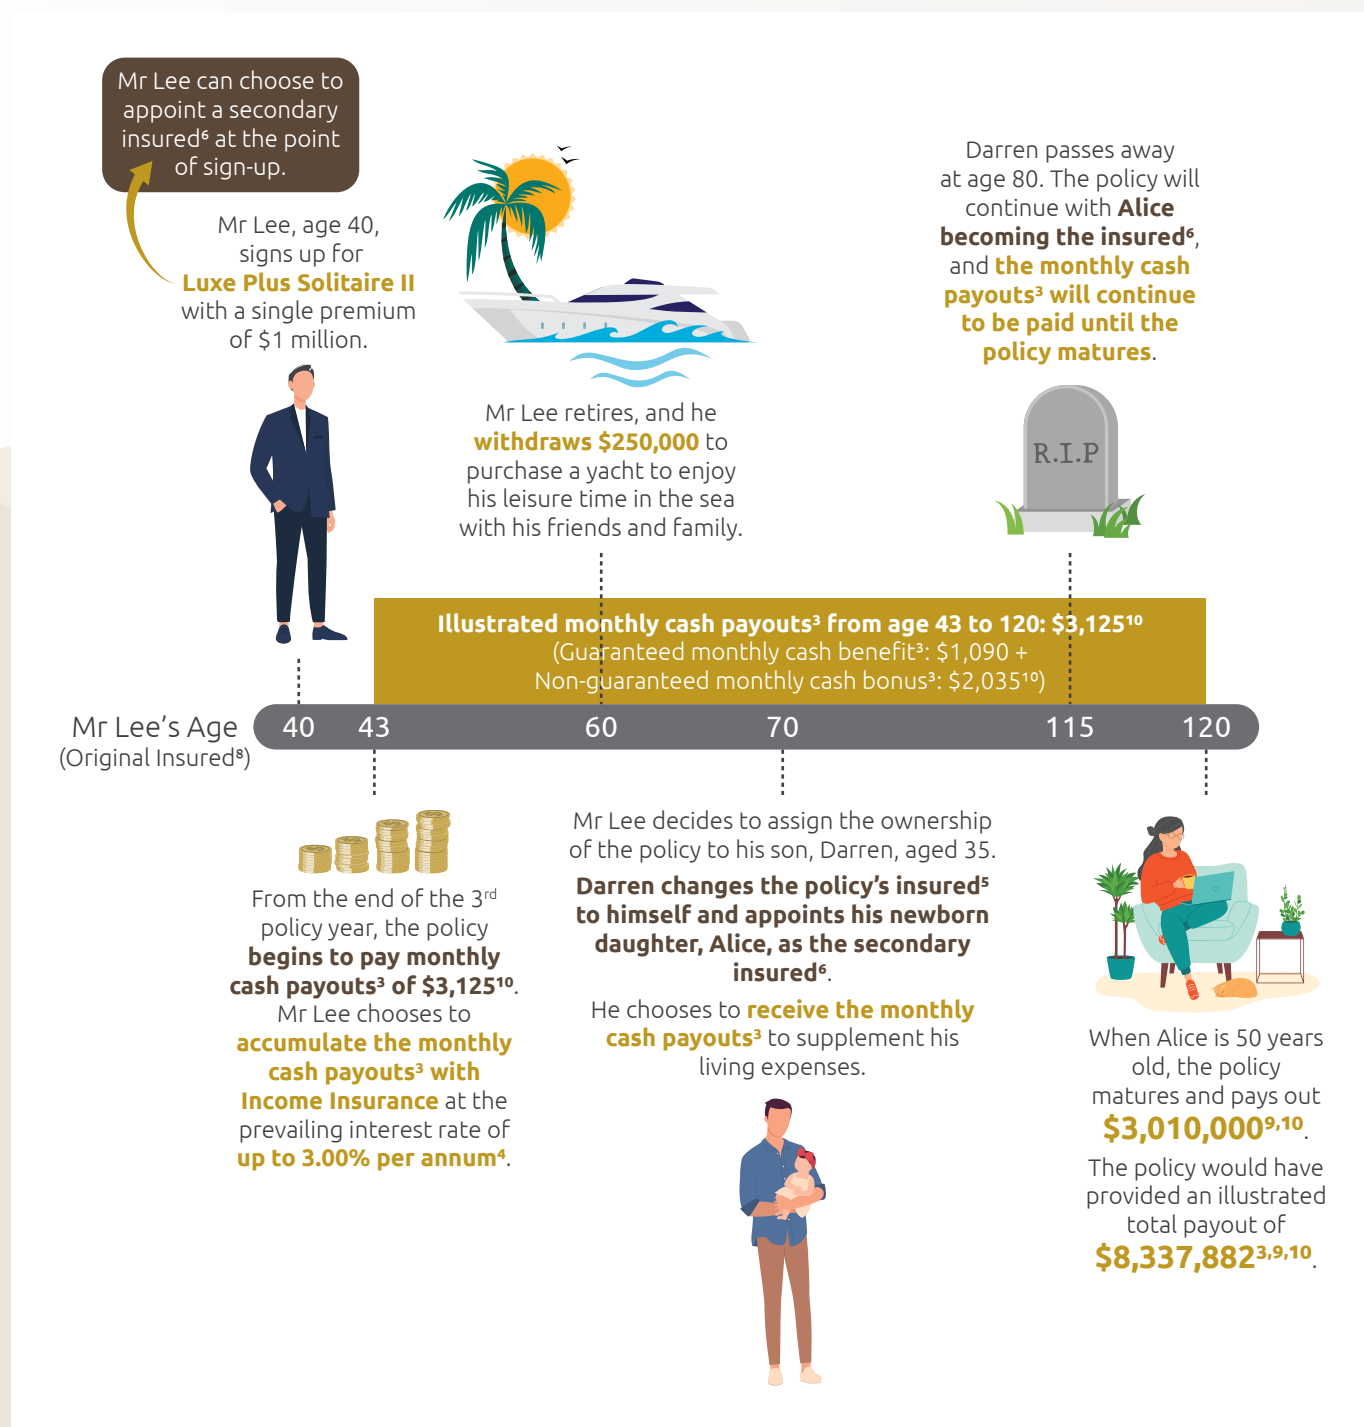 Mr Lee can choose to
appoint a secondary
insured⁶ at the point
of sign-up.
Mr Lee, age 40,
signs up for
Luxe Plus Solitaire II
with a single premium
of $1 million.
Mr Lee retires, and he
withdraws $250,000 to
purchase a yacht to enjoy
his leisure time in the sea
with his friends and family.
Darren passes away
at age 80. The policy will
continue with Alice
becoming the insured⁶,
and the monthly cash
payouts³ will continue
to be paid until the
policy matures.
R.I.P
Illustrated monthly cash payouts³ from age 43 to 120: $3,125¹⁰
(Guaranteed monthly cash benefit³: $1,090 +
Non-guaranteed monthly cash bonus³: $2,035¹⁰)
Mr Lee's Age
(Original Insured⁸)
40 43 60 70 115 120
From the end of the 3rd
policy year, the policy
begins to pay monthly
cash payouts³ of $3,125¹⁰.
Mr Lee chooses to
accumulate the monthly
cash payouts³ with
Income Insurance at the
prevailing interest rate of
up to 3.00% per annum⁴.
Mr Lee decides to assign the ownership
of the policy to his son, Darren, aged 35.
Darren changes the policy's insured⁵
to himself and appoints his newborn
daughter, Alice, as the secondary
insured⁶.
He chooses to receive the monthly
cash payouts³ to supplement his
living expenses.
When Alice is 50 years
old, the policy
matures and pays out
$3,010,000⁹,¹⁰.
The policy would have
provided an illustrated
total payout of
$8,337,882³,⁹,¹⁰.